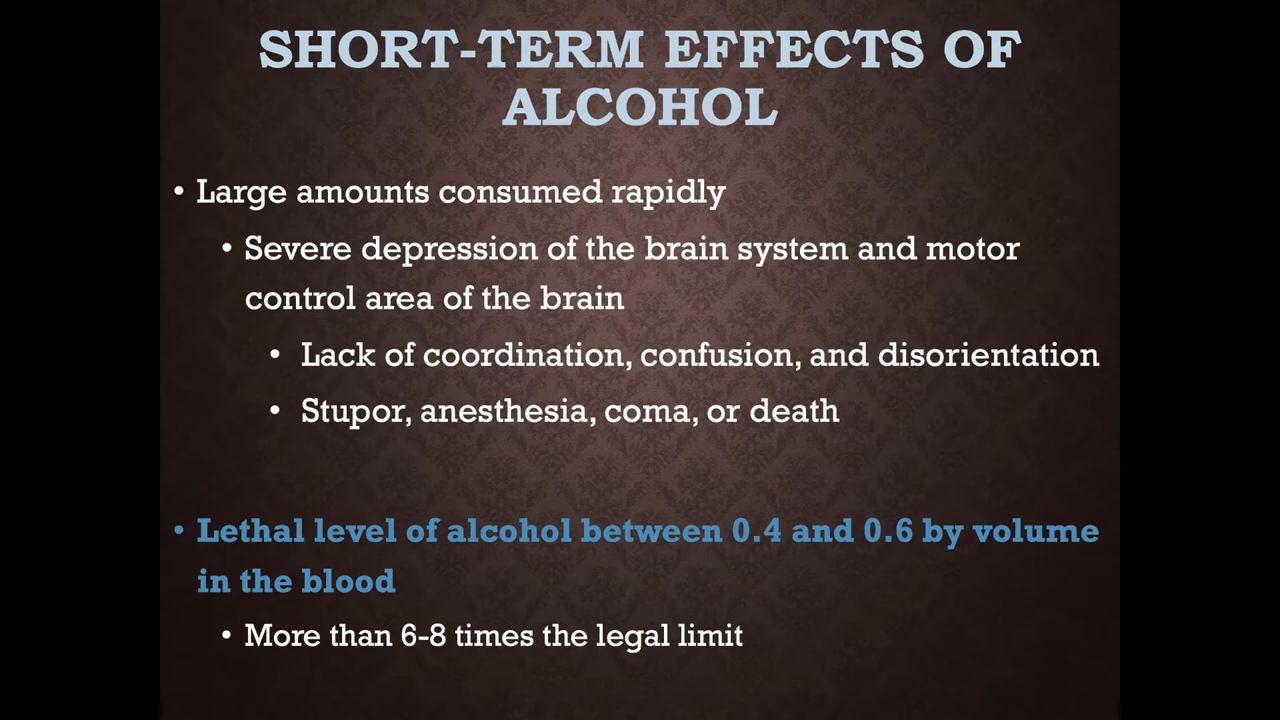 SHORT-TERM EFFECTS OF
ALCOHOL
• Large amounts consumed rapidly
• Severe depression of the brain system and motor
control area of the brain
• Lack of coordination, confusion, and disorientation
• Stupor, anesthesia, coma, or death
• Lethal level of alcohol between 0.4 and 0.6 by volume
in the blood
• More than 6-8 times the legal limit